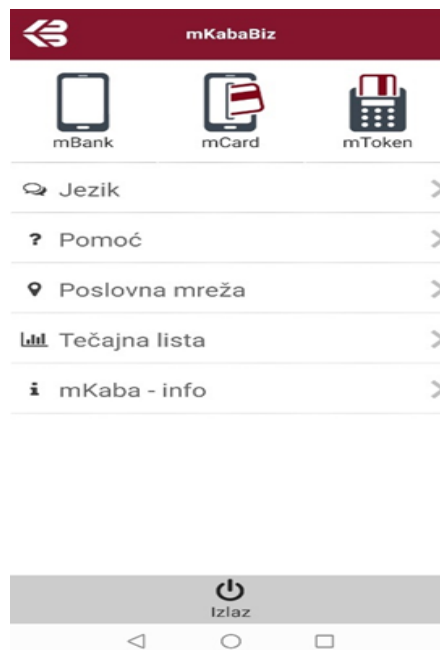 mKabaBiz
mBank mCard mToken
Jezik
? Pomoć
Poslovna mreža
Tečajna lista
i mKaba - info
Izlaz